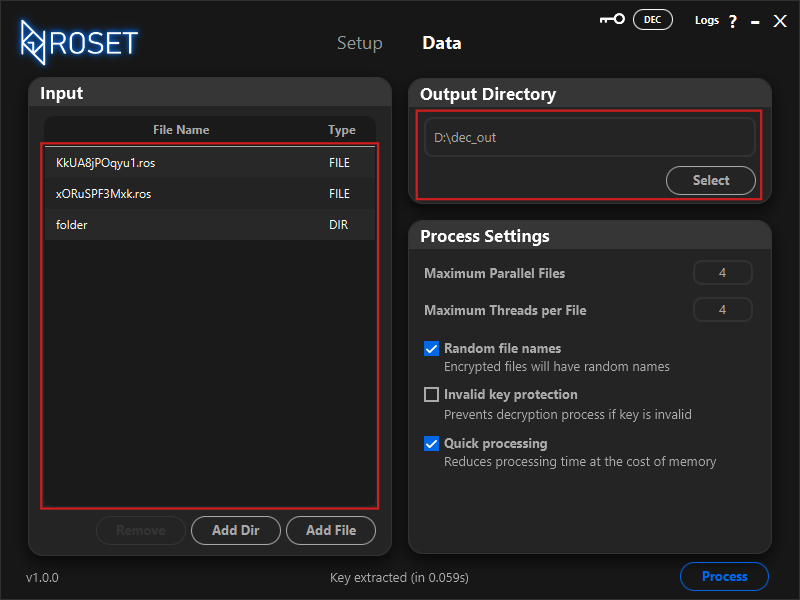 ROSET
Setup
Data
DEC
Logs
?
Input
File Name Type
KkUA8jPOqyu1.ros FILE
xORuSPF3Mxk.ros FILE
folder DIR
Remove
Add Dir
Add File
Output Directory
D:\dec_out
Select
Process Settings
Maximum Parallel Files 4
Maximum Threads per File 4
Random file names
Encrypted files will have random names
Invalid key protection
Prevents decryption process if key is invalid
Quick processing
Reduces processing time at the cost of memory
v1.0.0
Key extracted (in 0.059s)
Process